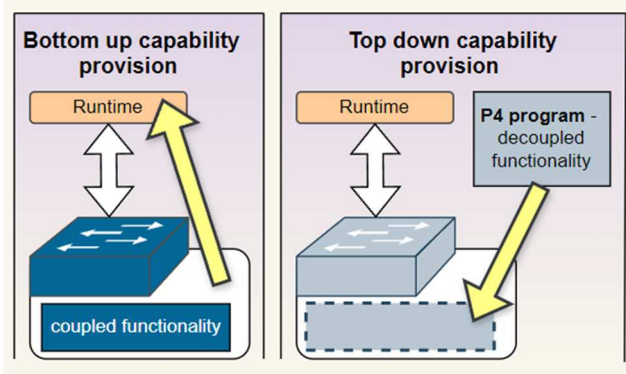 Bottom up capability
provision
Runtime
coupled functionality
Top down capability
provision
Runtime
P4 program -
decoupled
functionality